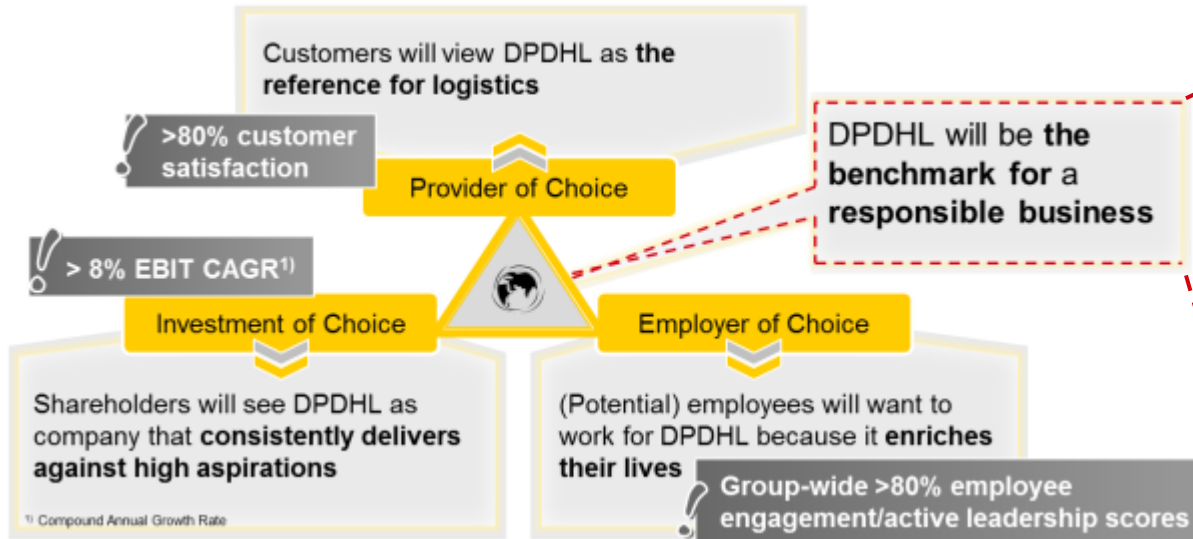 Customers will view DPDHL as the
reference for logistics
>80% customer
satisfaction
Provider of Choice
DPDHL will be the
benchmark for a
responsible business
> 8% EBIT CAGR1)
Investment of Choice
Employer of Choice
Shareholders will see DPDHL as
company that consistently delivers
against high aspirations
1) Compound Annual Growth Rate
(Potential) employees will want to
work for DPDHL because it enriches
their lives
Group-wide >80% employee
engagement/active leadership scores